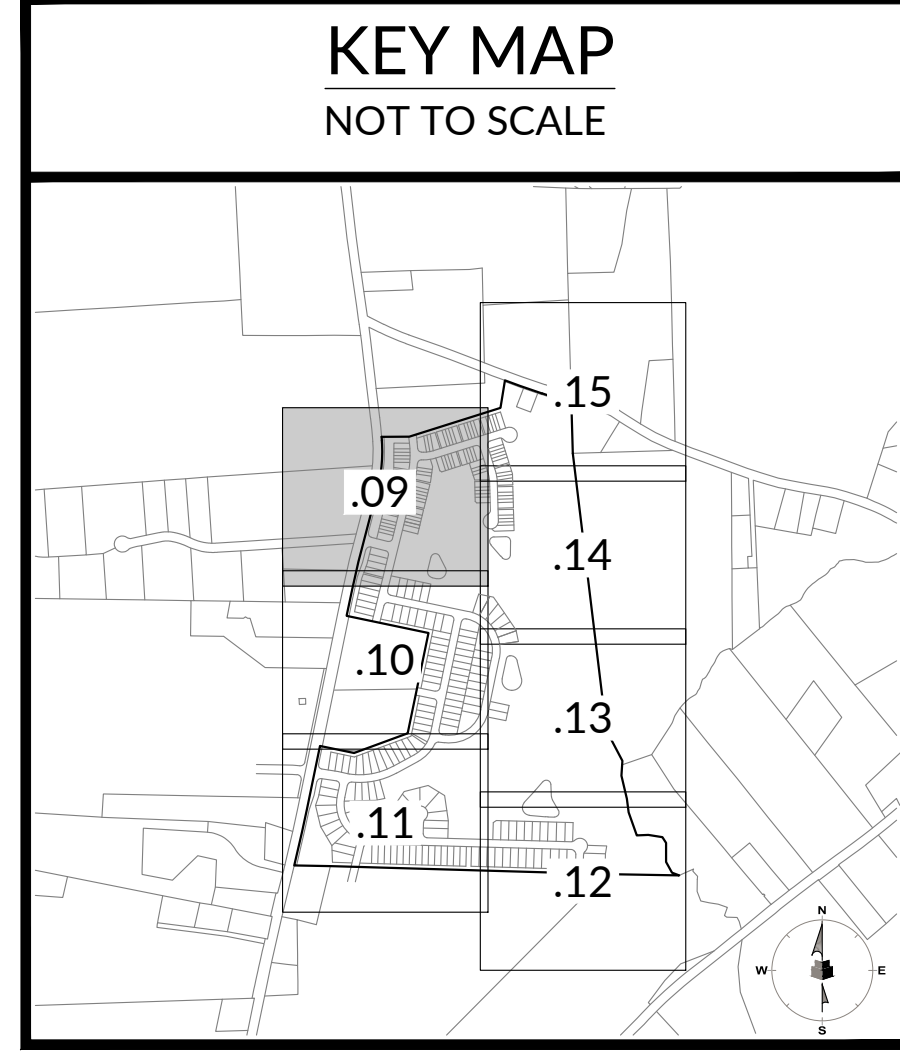 KEY MAP
NOT TO SCALE
.15
.09
.14
.10
.13
.11
.12
N
W E
S